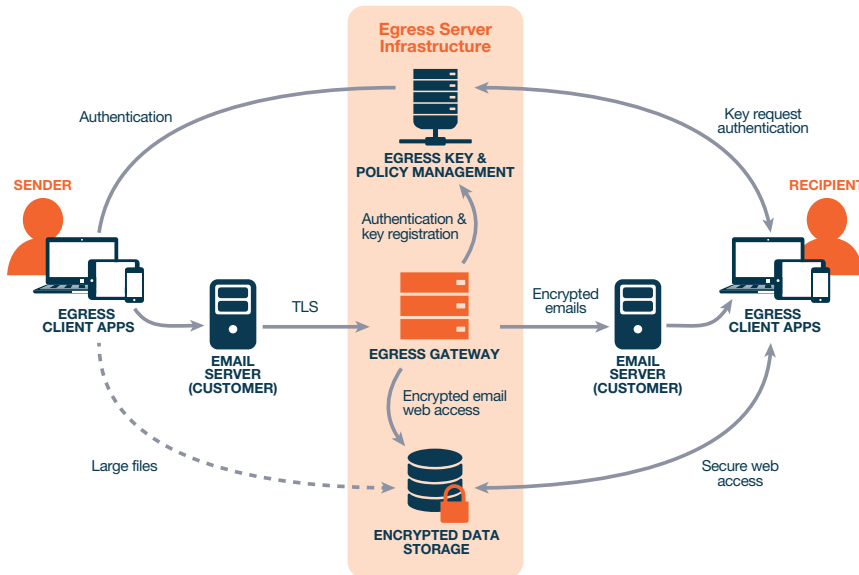 Egress Server
Infrastructure
Authentication
Key request
authentication
EGRESS KEY &
POLICY MANAGEMENT
SENDER
RECIPIENT
Authentication &
key registration
EGRESS
CLIENT APPS
TLS
Encrypted
emails
EGRESS
CLIENT APPS
EGRESS GATEWAY
EMAIL
SERVER
(CUSTOMER)
EMAIL
SERVER
(CUSTOMER)
Encrypted email
web access
Large files
Secure web
access
ENCRYPTED DATA
STORAGE